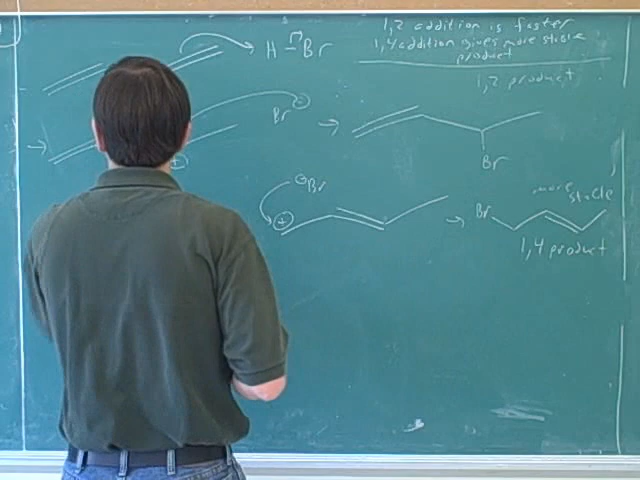 1,2 addition is faster
1,4 addition gives more stable
product
1,2 product
H-Br
Br
⊕
Br
⊖Br
⊕
more
stable
Br
1,4 product